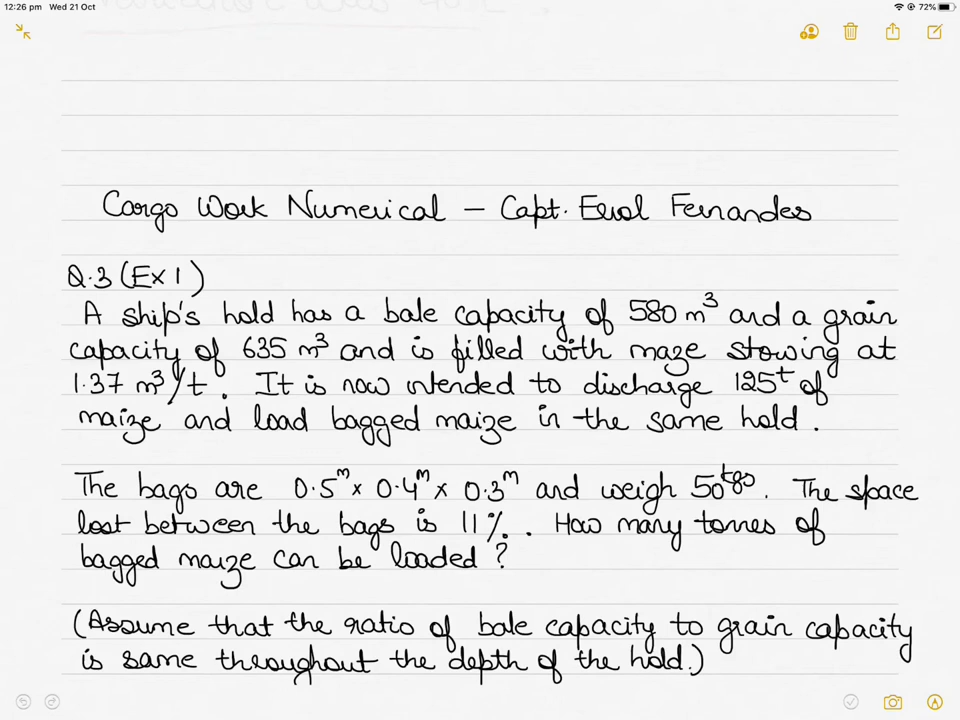 12:26 pm Wed 21 Oct
72%
Cargo Work Numerical - Capt. Errol Fernandes
Q.3 (Ex 1)
A ship's hold has a bale capacity of 580 m³ and a grain
capacity of 635 m³ and is filled with maze stowing at
1.37 m³/t. It is now intended to discharge 125t of
maize and load bagged maize in the same hold.
The bags are 0.5m x 0.4m x 0.3m and weigh 50kgs. The space
lost between the bags is 11%. How many tonnes of
bagged maize can be loaded?
(Assume that the ratio of bale capacity to grain capacity
is same throughout the depth of the hold.)